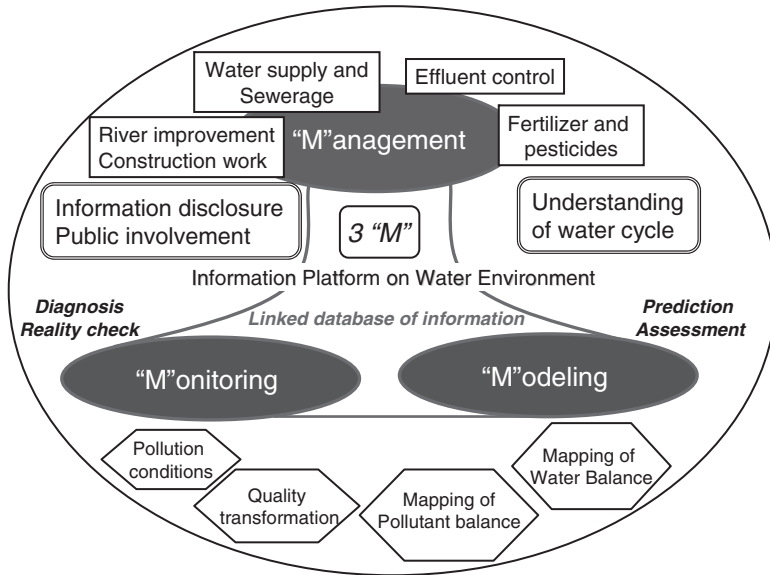 Water supply and
Sewerage
Effluent control
River improvement
Construction work
“M”anagement
Fertilizer and
pesticides
Information disclosure
Public involvement
3 “M”
Understanding
of water cycle
Information Platform on Water Environment
Diagnosis
Reality check
Linked database of information
Prediction
Assessment
“M”onitoring
“M”odeling
Pollution
conditions
Quality
transformation
Mapping of
Pollutant balance
Mapping of
Water Balance